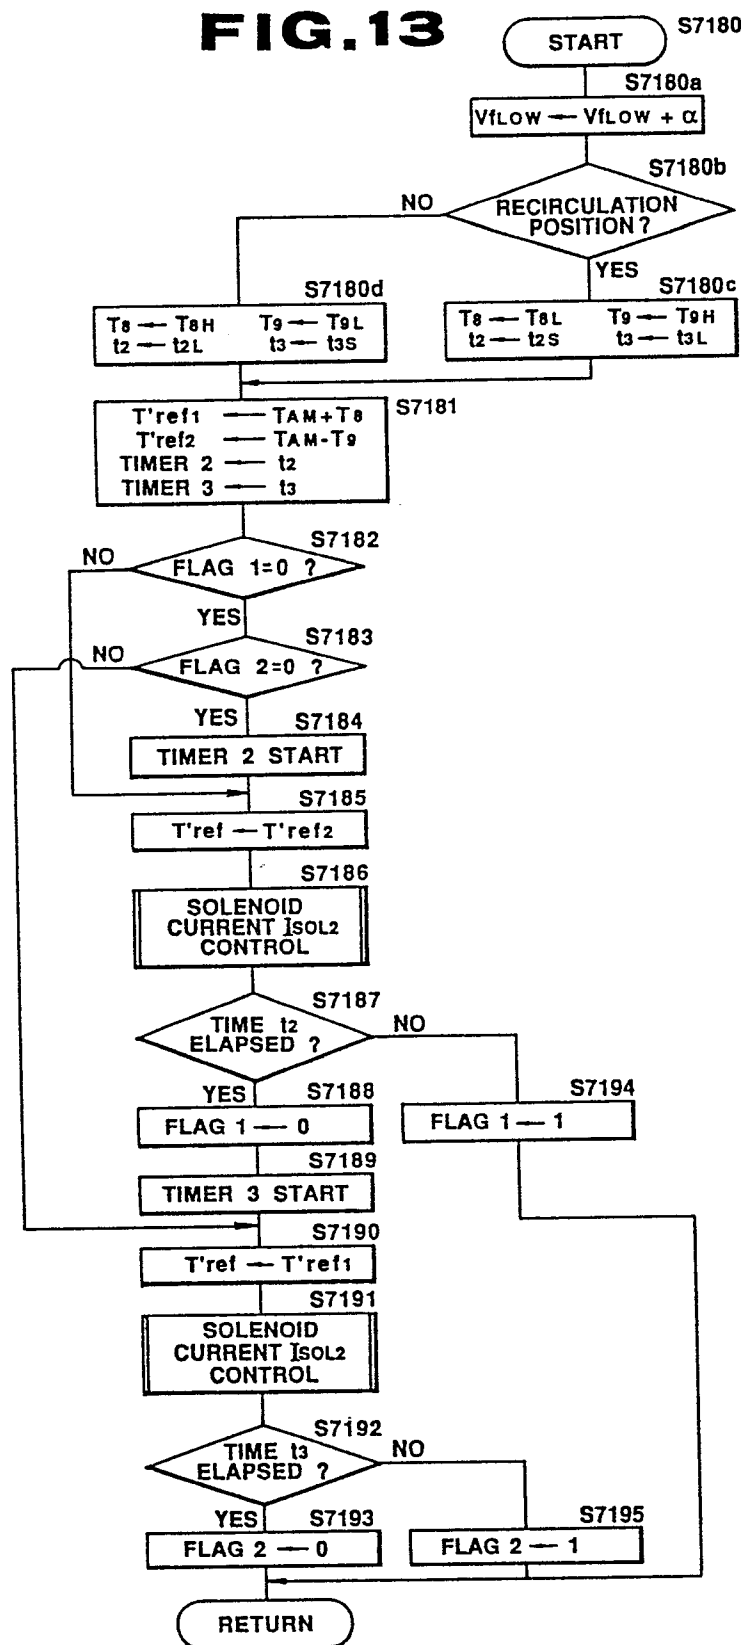 FIG.13
START
S7180
S7180a
VfLOW ← VfLOW + α
S7180b
RECIRCULATION
POSITION?
NO
YES
S7180d
T8 ← T8H T9 ← T9L
t2 ← t2L t3 ← t3S
S7180c
T8 ← T8L T9 ← T9H
t2 ← t2S t3 ← t3L
S7181
T'ref1 ← TAM+T8
T'ref2 ← TAM-T9
TIMER 2 ← t2
TIMER 3 ← t3
S7182
NO
FLAG 1=0 ?
YES
S7183
NO
FLAG 2=0 ?
YES
S7184
TIMER 2 START
S7185
T'ref ← T'ref2
S7186
SOLENOID
CURRENT ISOL2
CONTROL
S7187
TIME t2
ELAPSED ?
NO
YES
S7188
FLAG 1 ← 0
S7194
FLAG 1 ← 1
S7189
TIMER 3 START
S7190
T'ref ← T'ref1
S7191
SOLENOID
CURRENT ISOL2
CONTROL
S7192
TIME t3
ELAPSED ?
NO
YES
S7193
FLAG 2 ← 0
S7195
FLAG 2 ← 1
RETURN